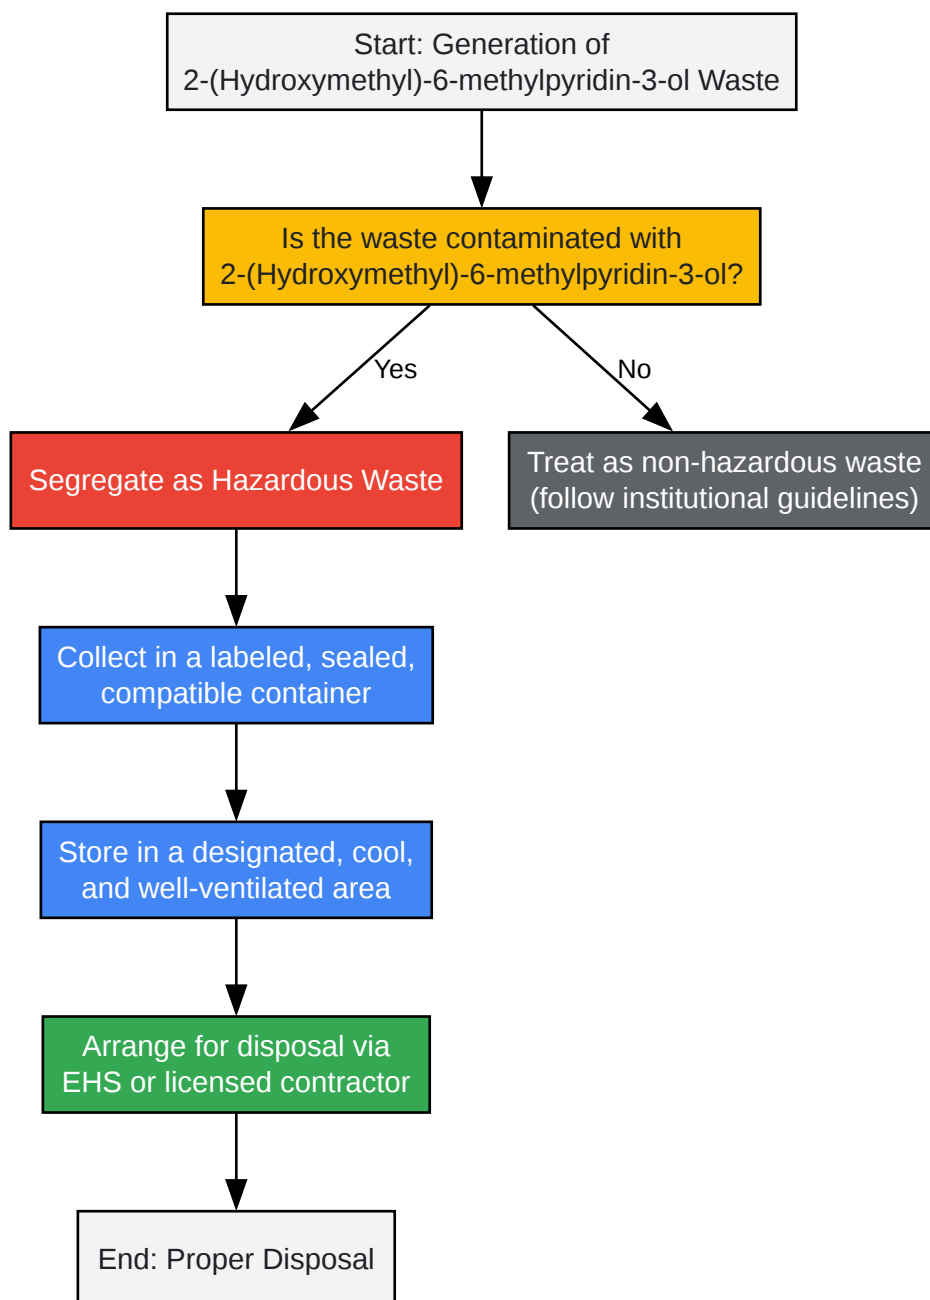 Start: Generation of
2-(Hydroxymethyl)-6-methylpyridin-3-ol Waste
Is the waste contaminated with
2-(Hydroxymethyl)-6-methylpyridin-3-ol?
Yes
No
Segregate as Hazardous Waste
Treat as non-hazardous waste
(follow institutional guidelines)
Collect in a labeled, sealed,
compatible container
Store in a designated, cool,
and well-ventilated area
Arrange for disposal via
EHS or licensed contractor
End: Proper Disposal